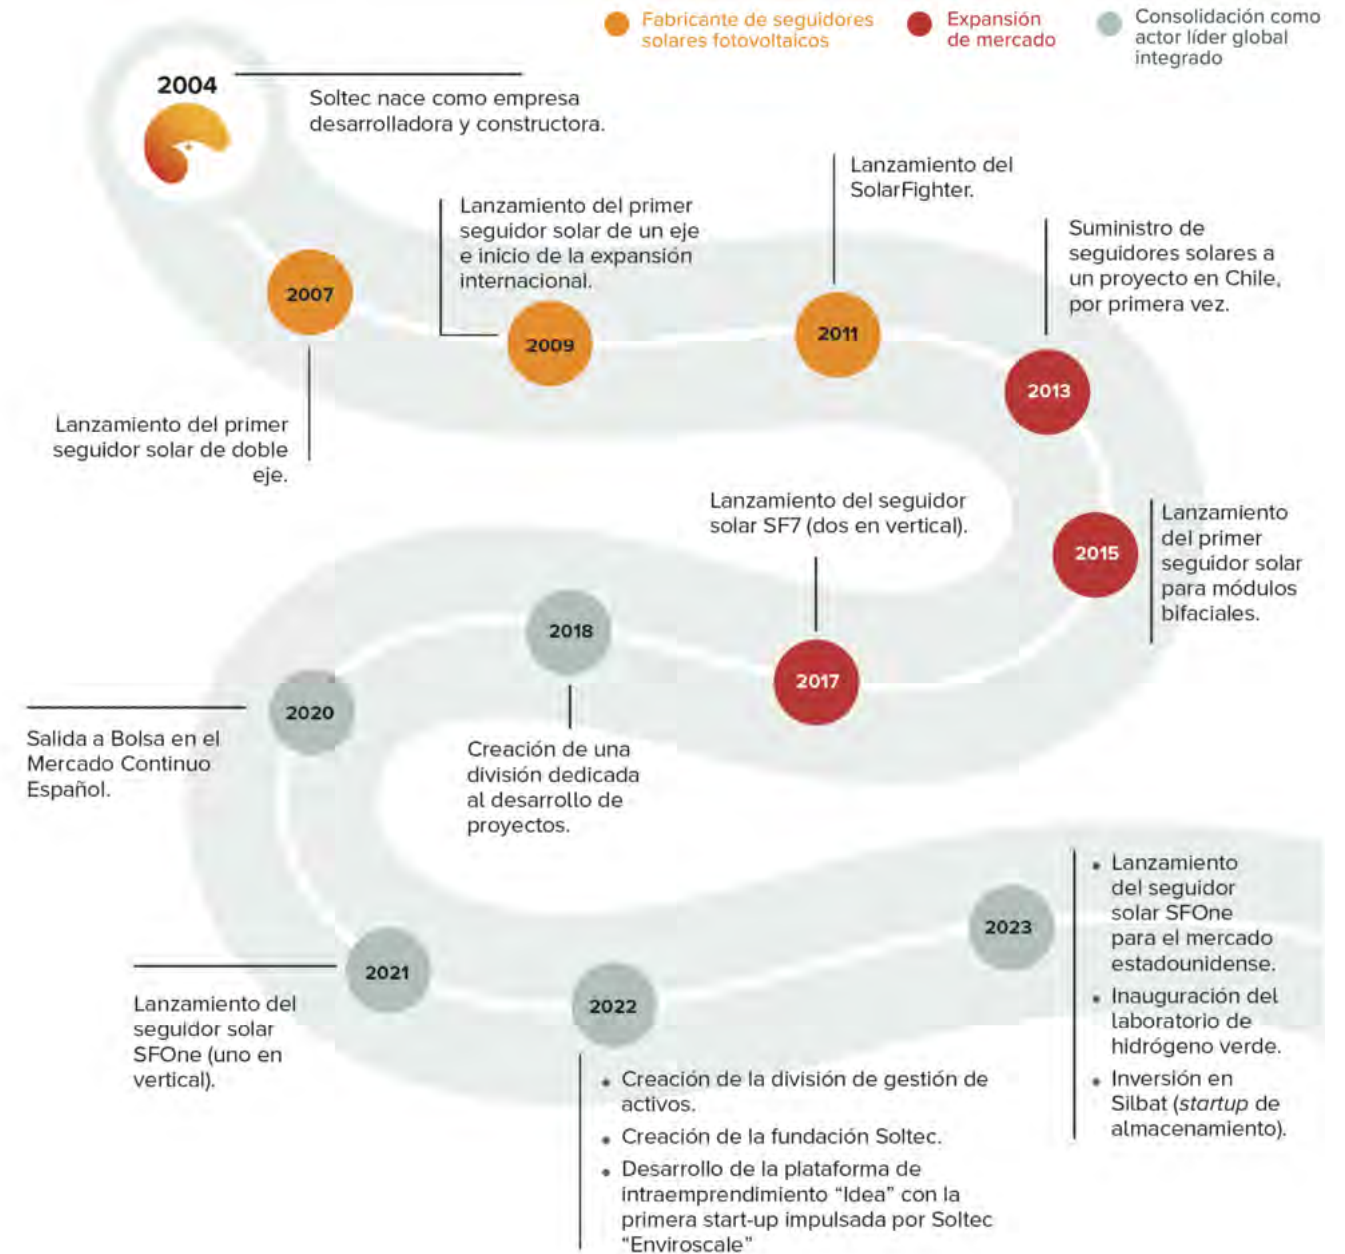 Fabricante de seguidores
solares fotovoltaicos
Expansión
de mercado
Consolidación como
actor líder global
integrado
2004
Soltec nace como empresa
desarrolladora y constructora.
2007
Lanzamiento del primer
seguidor solar de doble
eje.
Lanzamiento del primer
seguidor solar de un eje
e inicio de la expansión
internacional.
2009
Lanzamiento del
SolarFighter.
2011
Suministro de
seguidores solares a
un proyecto en Chile,
por primera vez.
2013
2015
Lanzamiento
del primer
seguidor solar
para módulos
bifaciales.
Lanzamiento del seguidor
solar SF7 (dos en vertical).
2017
2018
Creación de una
división dedicada
al desarrollo de
proyectos.
2020
Salida a Bolsa en el
Mercado Continuo
Español.
2021
Lanzamiento del
seguidor solar
SFOne (uno en
vertical).
2022
• Creación de la división de gestión de
activos.
• Creación de la fundación Soltec.
• Desarrollo de la plataforma de
intraemprendimiento “Idea” con la
primera start-up impulsada por Soltec
“Enviroscale”
2023
• Lanzamiento
del seguidor
solar SFOne
para el mercado
estadounidense.
• Inauguración del
laboratorio de
hidrógeno verde.
• Inversión en
Silbat (startup de
almacenamiento).